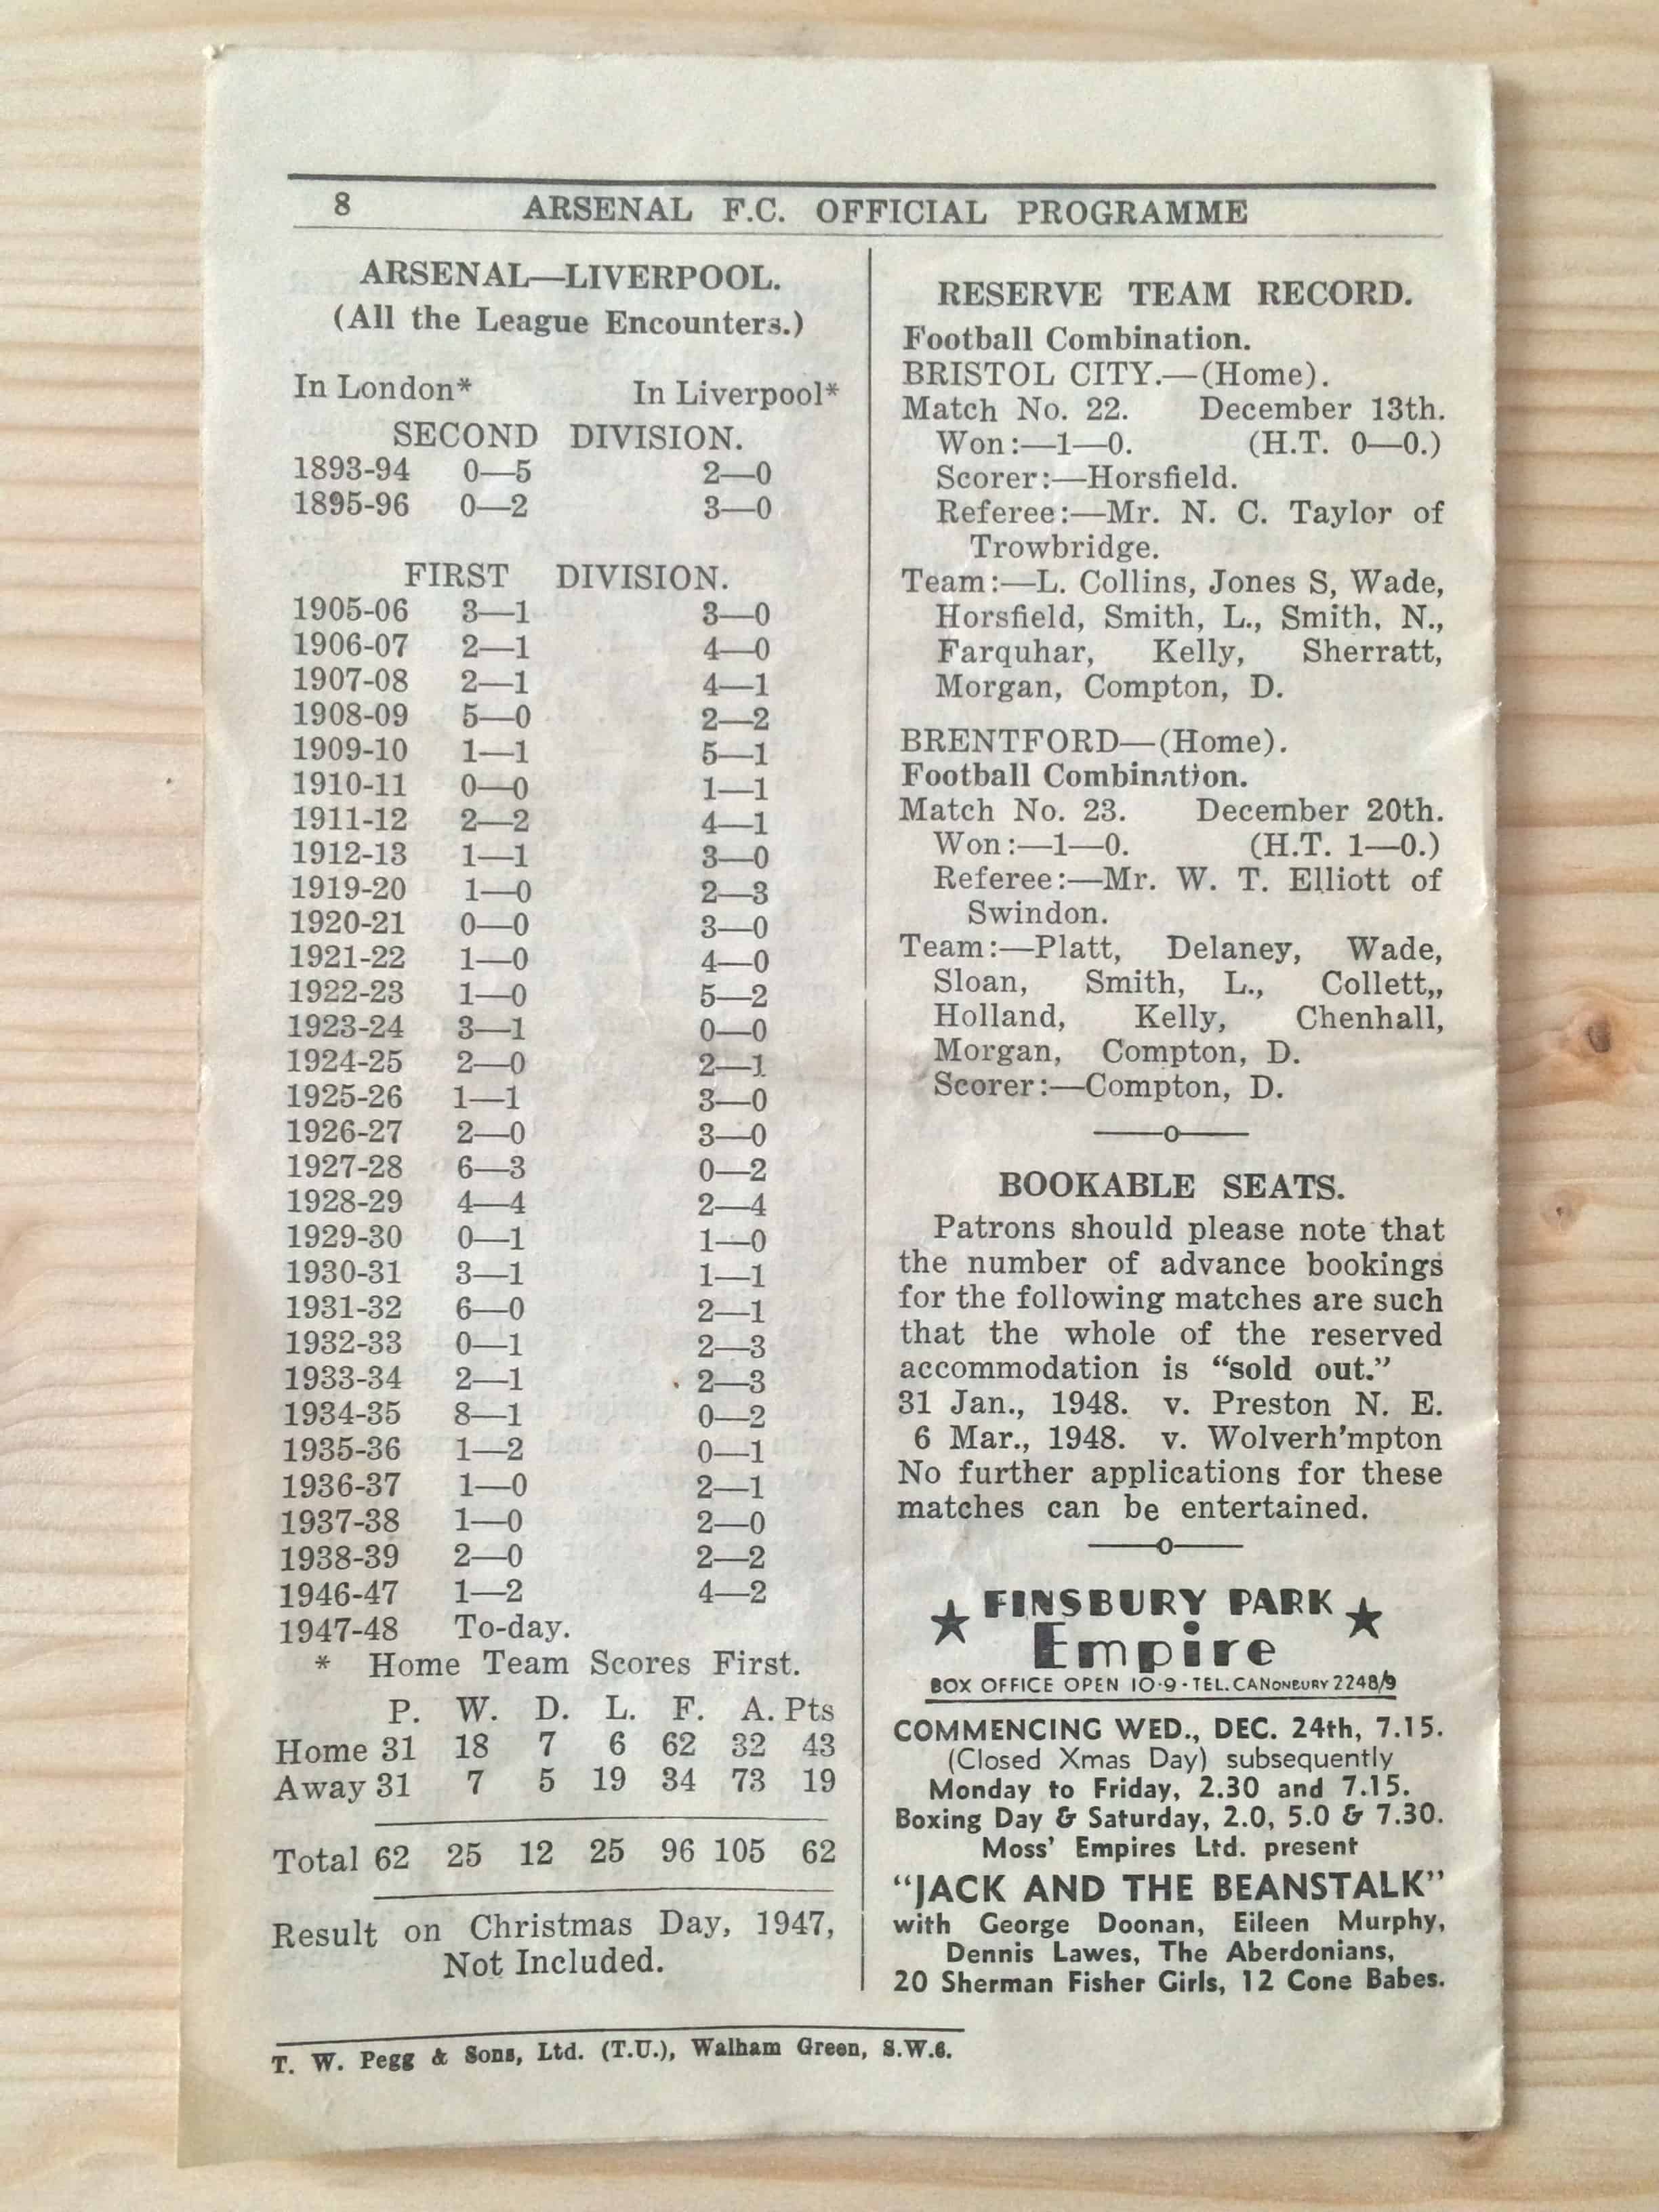 8 ARSENAL F.C. OFFICIAL PROGRAMME
ARSENAL—LIVERPOOL.
(All the League Encounters.)
In London* In Liverpool*
SECOND DIVISION.
1893-94 0—5 2—0
1895-96 0—2 3—0
FIRST DIVISION.
1905-06 3—1 3—0
1906-07 2—1 4—0
1907-08 2—1 4—1
1908-09 5—0 2—2
1909-10 1—1 5—1
1910-11 0—0 1—1
1911-12 2—2 4—1
1912-13 1—1 3—0
1919-20 1—0 2—3
1920-21 0—0 3—0
1921-22 1—0 4—0
1922-23 1—0 5—2
1923-24 3—1 0—0
1924-25 2—0 2—1
1925-26 1—1 3—0
1926-27 2—0 3—0
1927-28 6—3 0—2
1928-29 4—4 2—4
1929-30 0—1 1—0
1930-31 3—1 1—1
1931-32 6—0 2—1
1932-33 0—1 2—3
1933-34 2—1 2—3
1934-35 8—1 0—2
1935-36 1—2 0—1
1936-37 1—0 2—1
1937-38 1—0 2—0
1938-39 2—0 2—2
1946-47 1—2 4—2
1947-48 To-day.
* Home Team Scores First.
P. W. D. L. F. A. Pts
Home 31 18 7 6 62 32 43
Away 31 7 5 19 34 73 19
Total 62 25 12 25 96 105 62
Result on Christmas Day, 1947,
Not Included.
RESERVE TEAM RECORD.
Football Combination.
BRISTOL CITY.—(Home).
Match No. 22. December 13th.
Won:—1—0. (H.T. 0—0.)
Scorer:—Horsfield.
Referee:—Mr. N. C. Taylor of
Trowbridge.
Team:—L. Collins, Jones S, Wade,
Horsfield, Smith, L., Smith, N.,
Farquhar, Kelly, Sherratt,
Morgan, Compton, D.
BRENTFORD—(Home).
Football Combination.
Match No. 23. December 20th.
Won:—1—0. (H.T. 1—0.)
Referee:—Mr. W. T. Elliott of
Swindon.
Team:—Platt, Delaney, Wade,
Sloan, Smith, L., Collett,,
Holland, Kelly, Chenhall,
Morgan, Compton, D.
Scorer:—Compton, D.
——o——
BOOKABLE SEATS.
Patrons should please note that
the number of advance bookings
for the following matches are such
that the whole of the reserved
accommodation is “sold out.”
31 Jan., 1948. v. Preston N. E.
6 Mar., 1948. v. Wolverh'mpton
No further applications for these
matches can be entertained.
——o——
FINSBURY PARK
Empire
BOX OFFICE OPEN 10-9 - TEL. CANONBURY 2248/9
COMMENCING WED., DEC. 24th, 7.15.
(Closed Xmas Day) subsequently
Monday to Friday, 2.30 and 7.15.
Boxing Day & Saturday, 2.0, 5.0 & 7.30.
Moss' Empires Ltd. present
“JACK AND THE BEANSTALK”
with George Doonan, Eileen Murphy,
Dennis Lawes, The Aberdonians,
20 Sherman Fisher Girls, 12 Cone Babes.
T. W. Pegg & Sons, Ltd. (T.U.), Walham Green, S.W.6.